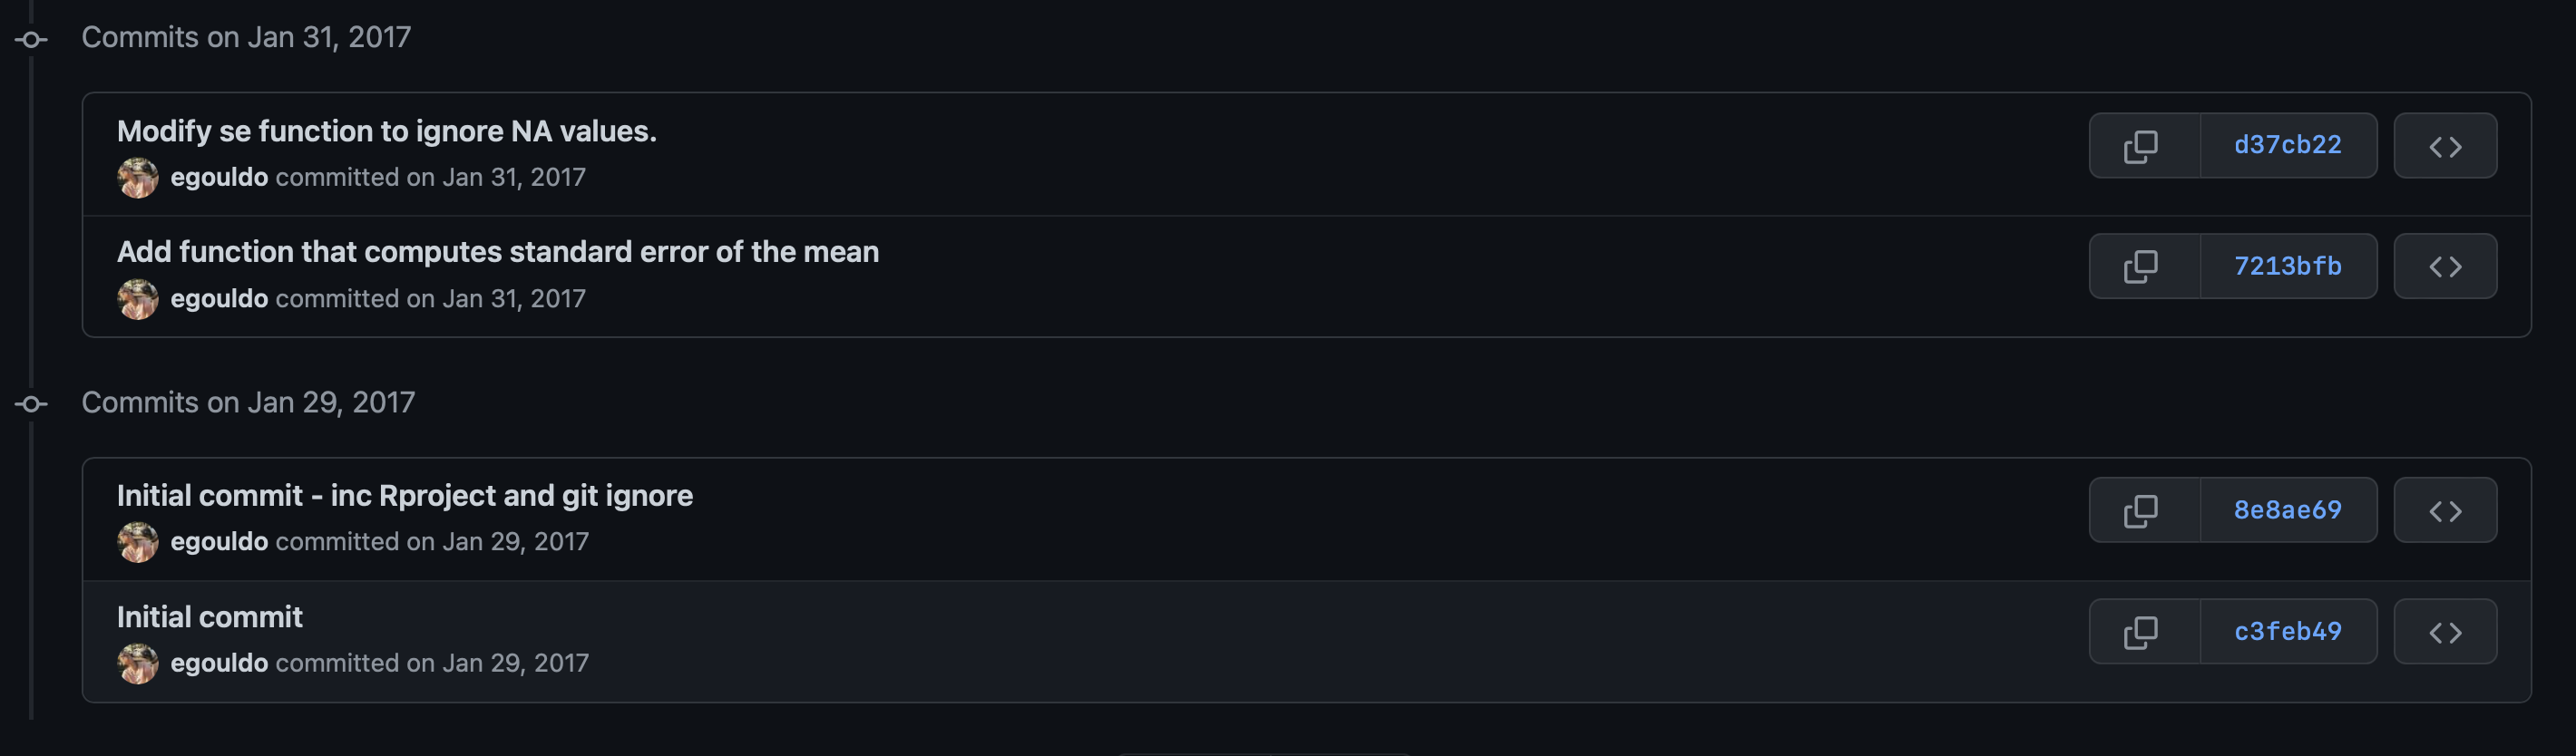 Commits on Jan 31, 2017
Modify se function to ignore NA values.
egouldo committed on Jan 31, 2017
d37cb22
Add function that computes standard error of the mean
egouldo committed on Jan 31, 2017
7213bfb
Commits on Jan 29, 2017
Initial commit - inc Rproject and git ignore
egouldo committed on Jan 29, 2017
8e8ae69
Initial commit
egouldo committed on Jan 29, 2017
c3feb49